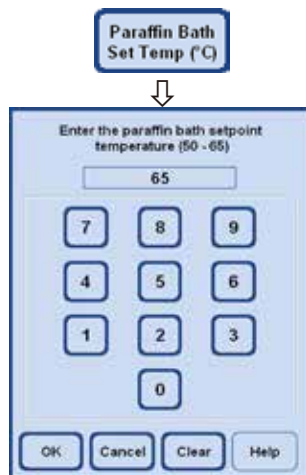 Paraffin Bath
Set Temp (°C)
Enter the paraffin bath setpoint
temperature (50 - 65)
65
7 8 9
4 5 6
1 2 3
0
OK Cancel Clear Help